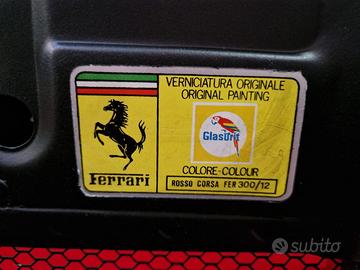 VERNICIATURA ORIGINALE
ORIGINAL PAINTING
Glasurit
COLORE-COLOUR
Ferrari
ROSSO CORSA FER 300/12
subito